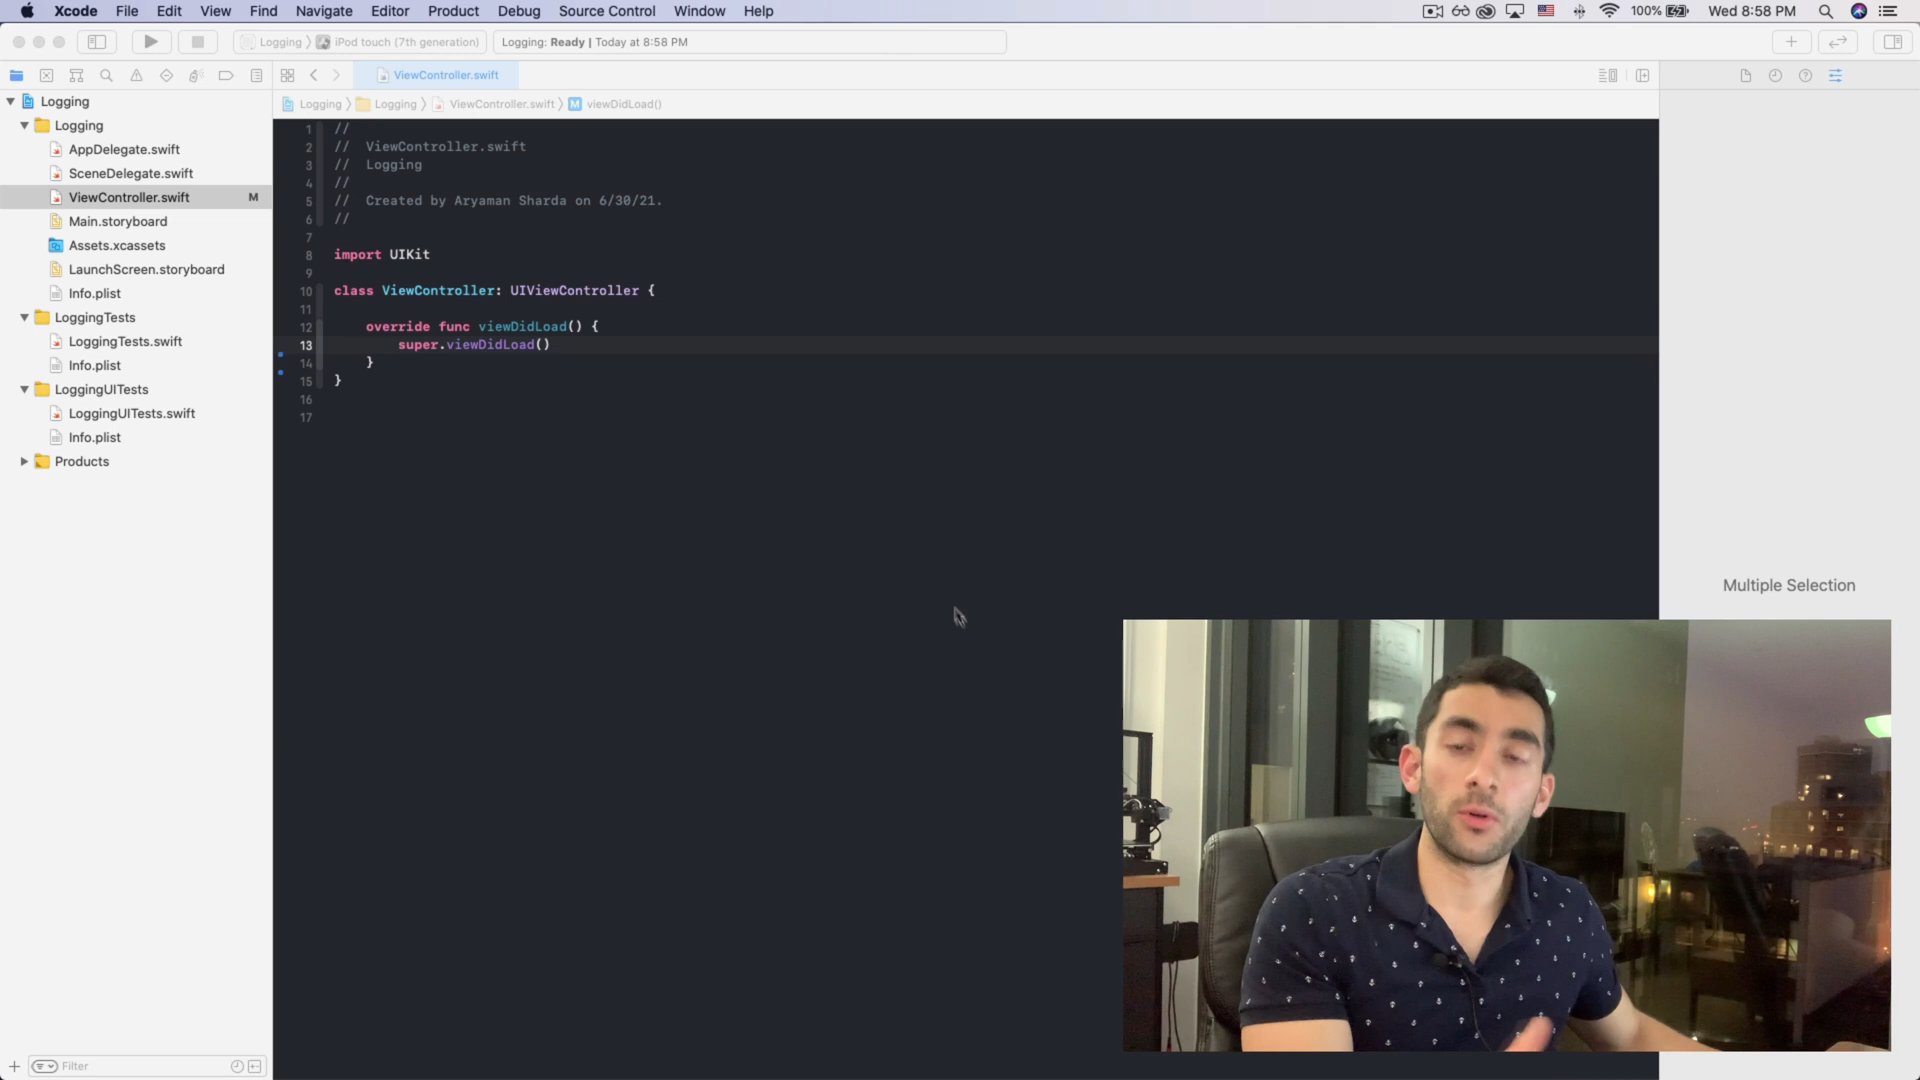 Xcode File Edit View Find Navigate Editor Product Debug Source Control Window Help
100% Wed 8:58 PM
Logging iPod touch (7th generation)
Logging: Ready | Today at 8:58 PM
ViewController.swift
Logging Logging ViewController.swift M viewDidLoad()
Logging
Logging
AppDelegate.swift
SceneDelegate.swift
ViewController.swift M
Main.storyboard
Assets.xcassets
LaunchScreen.storyboard
Info.plist
LoggingTests
LoggingTests.swift
Info.plist
LoggingUITests
LoggingUITests.swift
Info.plist
Products
Filter
1 //
2 // ViewController.swift
3 // Logging
4 //
5 // Created by Aryaman Sharda on 6/30/21.
6 //
7
8 import UIKit
9
10 class ViewController: UIViewController {
11
12 override func viewDidLoad() {
13 super.viewDidLoad()
14 }
15 }
16
17
Multiple Selection